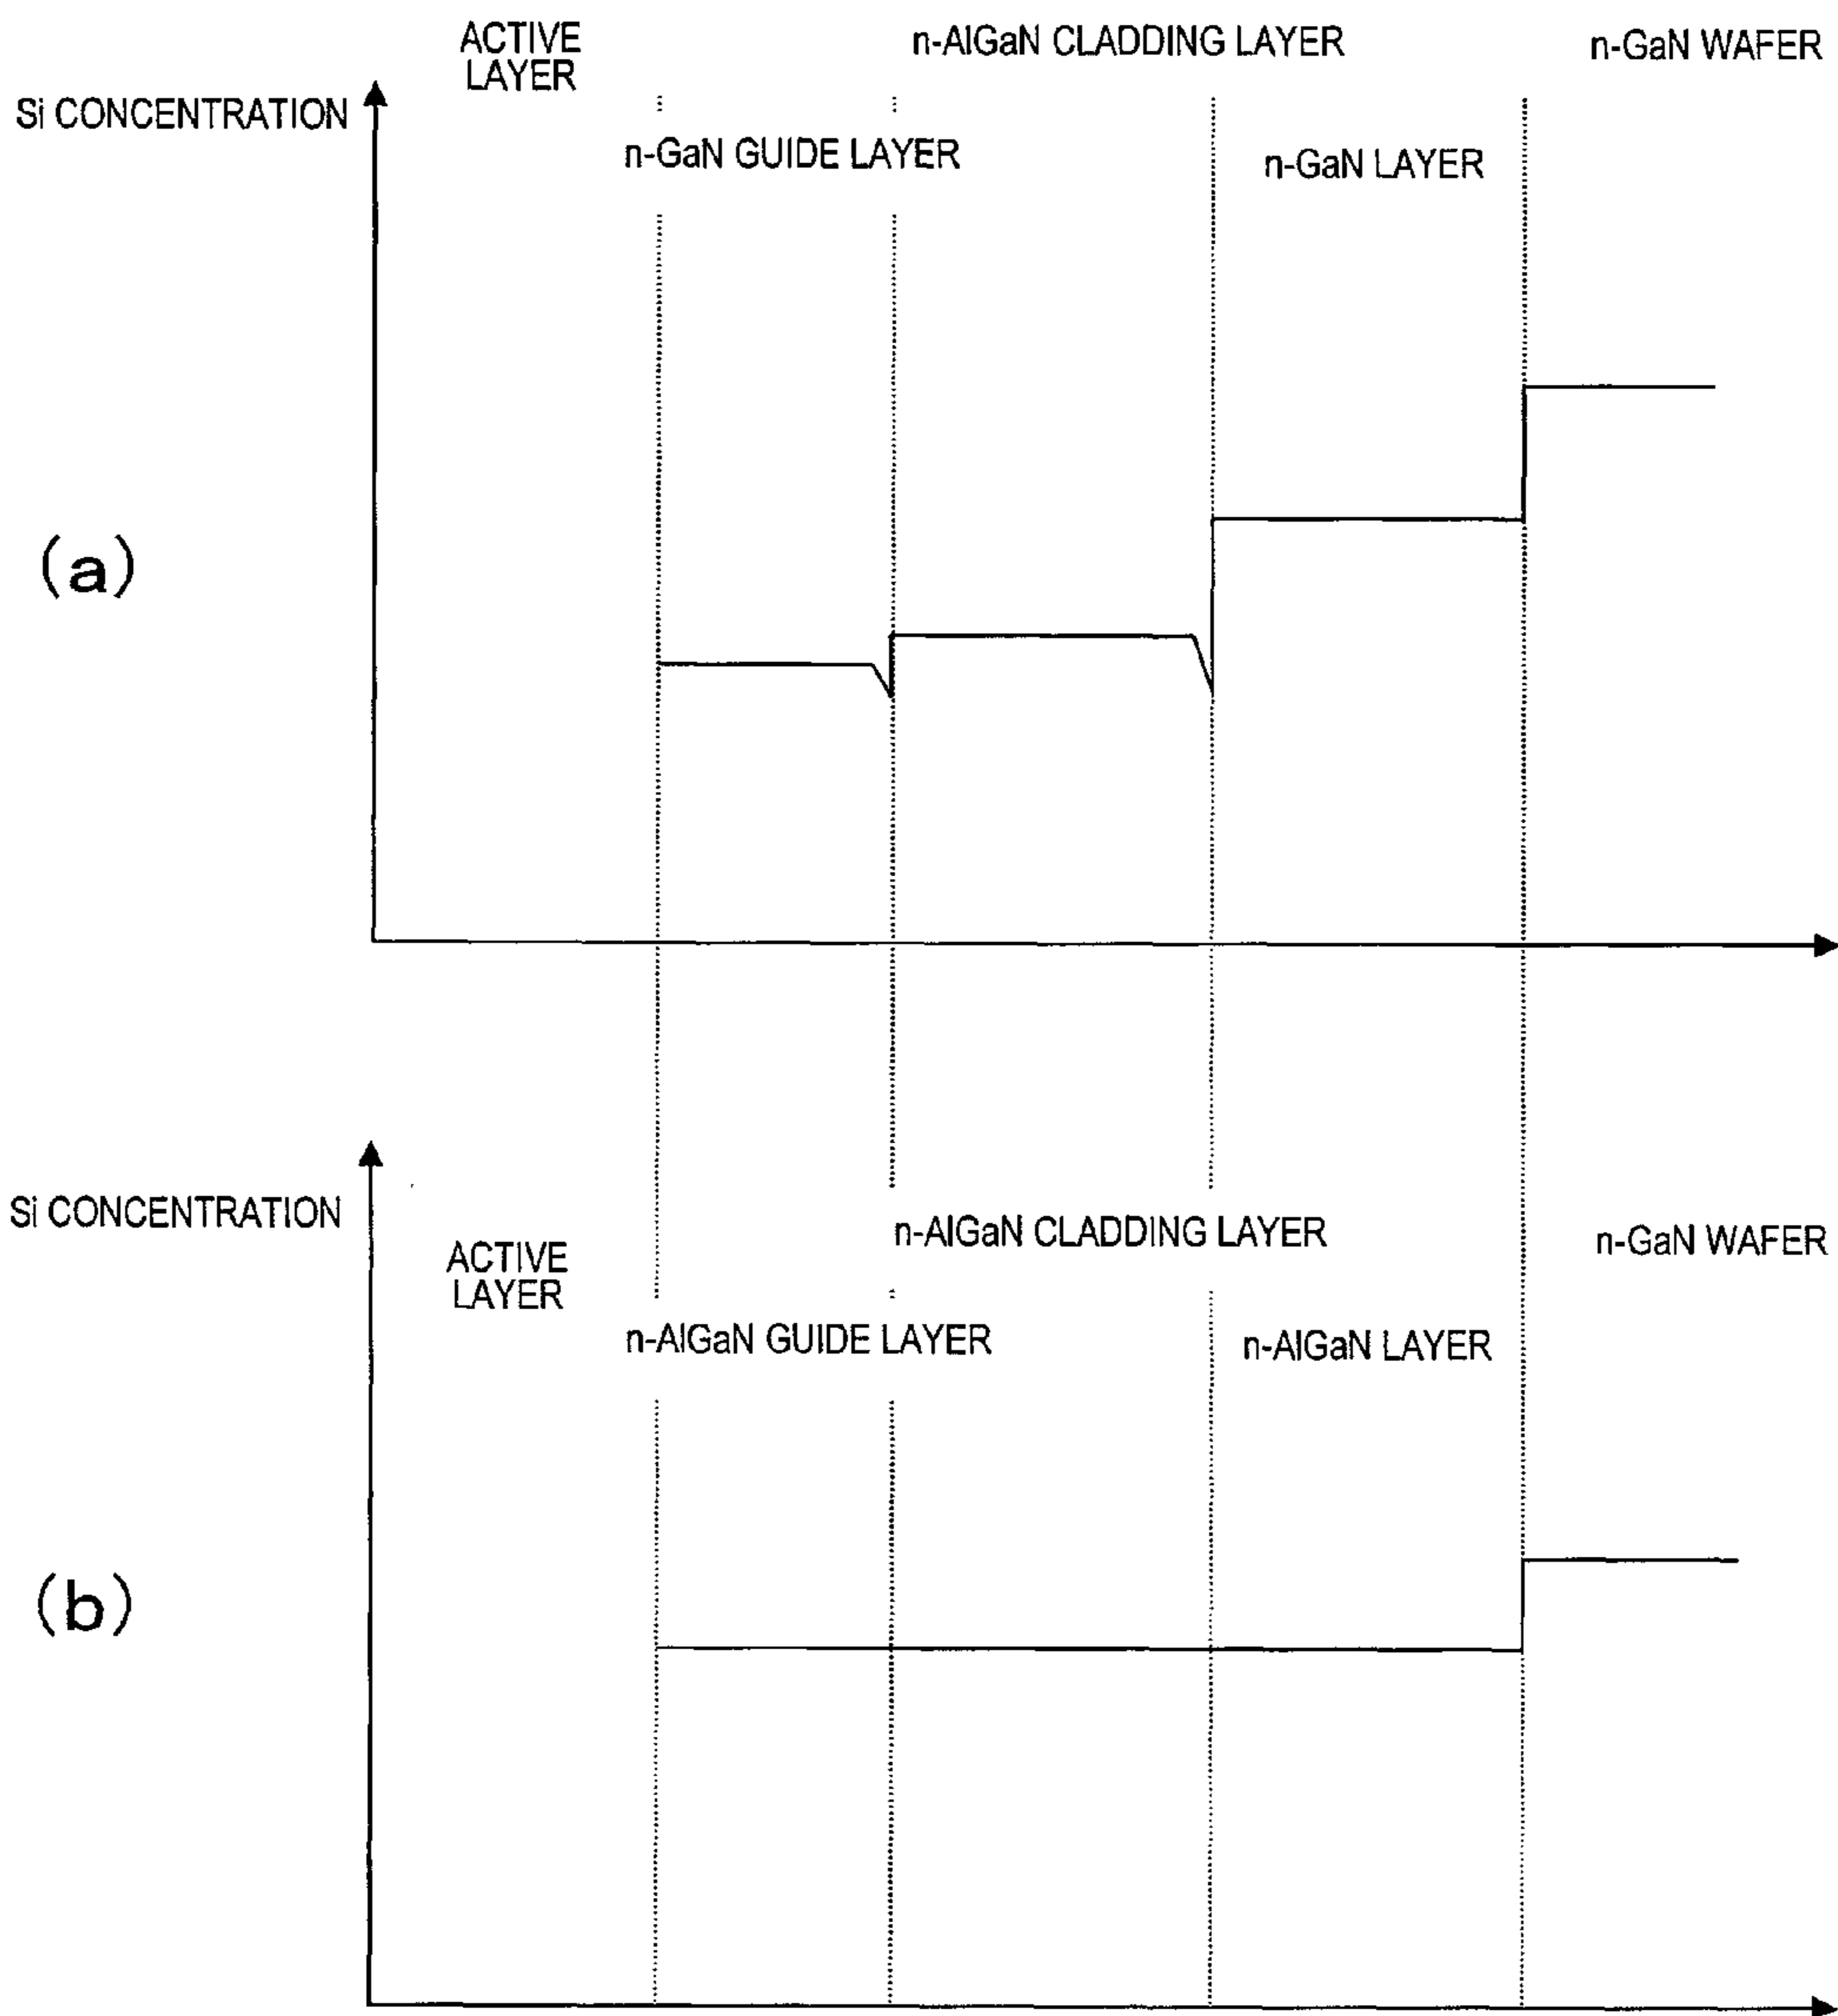 ACTIVE
LAYER
n-AlGaN CLADDING LAYER
n-GaN WAFER
Si CONCENTRATION
n-GaN GUIDE LAYER
n-GaN LAYER
(a)
Si CONCENTRATION
n-AlGaN CLADDING LAYER
n-GaN WAFER
ACTIVE
LAYER
n-AlGaN GUIDE LAYER
n-AlGaN LAYER
(b)